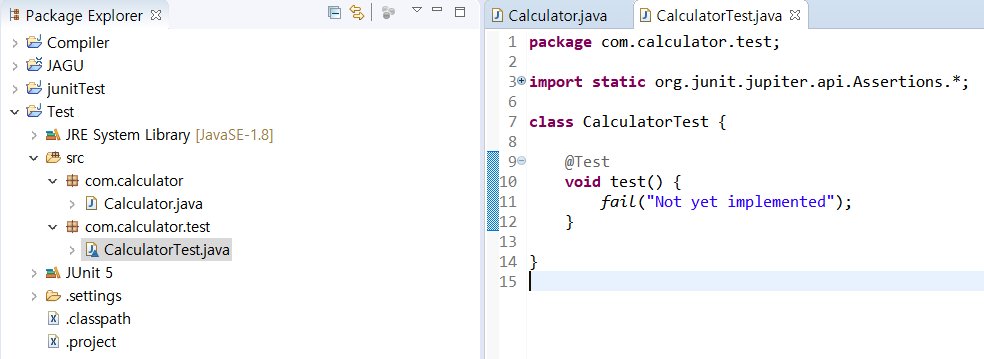 Package Explorer
Compiler
JAGU
junitTest
Test
JRE System Library [JavaSE-1.8]
src
com.calculator
Calculator.java
com.calculator.test
CalculatorTest.java
JUnit 5
.settings
.classpath
.project
Calculator.java
CalculatorTest.java
1 package com.calculator.test;
2
3 import static org.junit.jupiter.api.Assertions.*;
6
7 class CalculatorTest {
8
9 @Test
10 void test() {
11 fail("Not yet implemented");
12 }
13
14 }
15